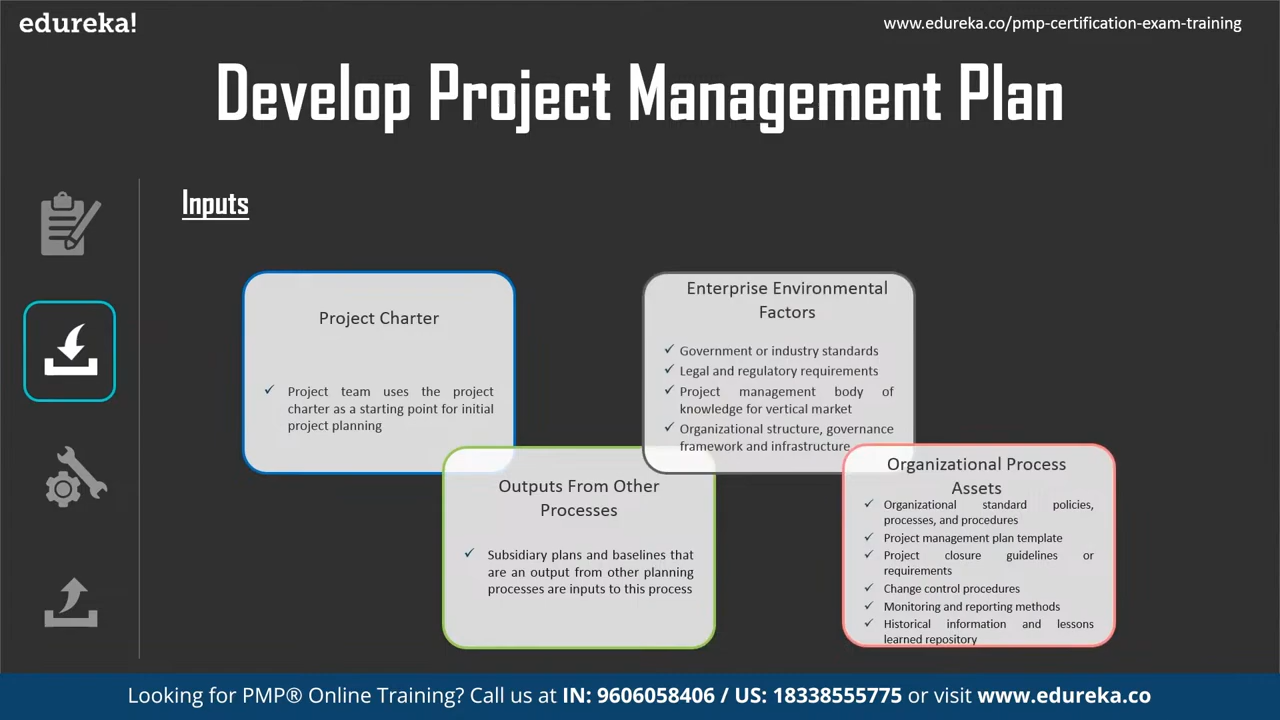 edureka!
www.edureka.co/pmp-certification-exam-training
Develop Project Management Plan
Inputs
Project Charter
✓ Project team uses the project
charter as a starting point for initial
project planning
Outputs From Other
Processes
✓ Subsidiary plans and baselines that
are an output from other planning
processes are inputs to this process
Enterprise Environmental
Factors
✓ Government or industry standards
✓ Legal and regulatory requirements
✓ Project management body of
knowledge for vertical market
✓ Organizational structure, governance
framework and infrastructure
Organizational Process
Assets
✓ Organizational standard policies,
processes, and procedures
✓ Project management plan template
✓ Project closure guidelines or
requirements
✓ Change control procedures
✓ Monitoring and reporting methods
✓ Historical information and lessons
learned repository
Looking for PMP® Online Training? Call us at IN: 9606058406 / US: 18338555775 or visit www.edureka.co